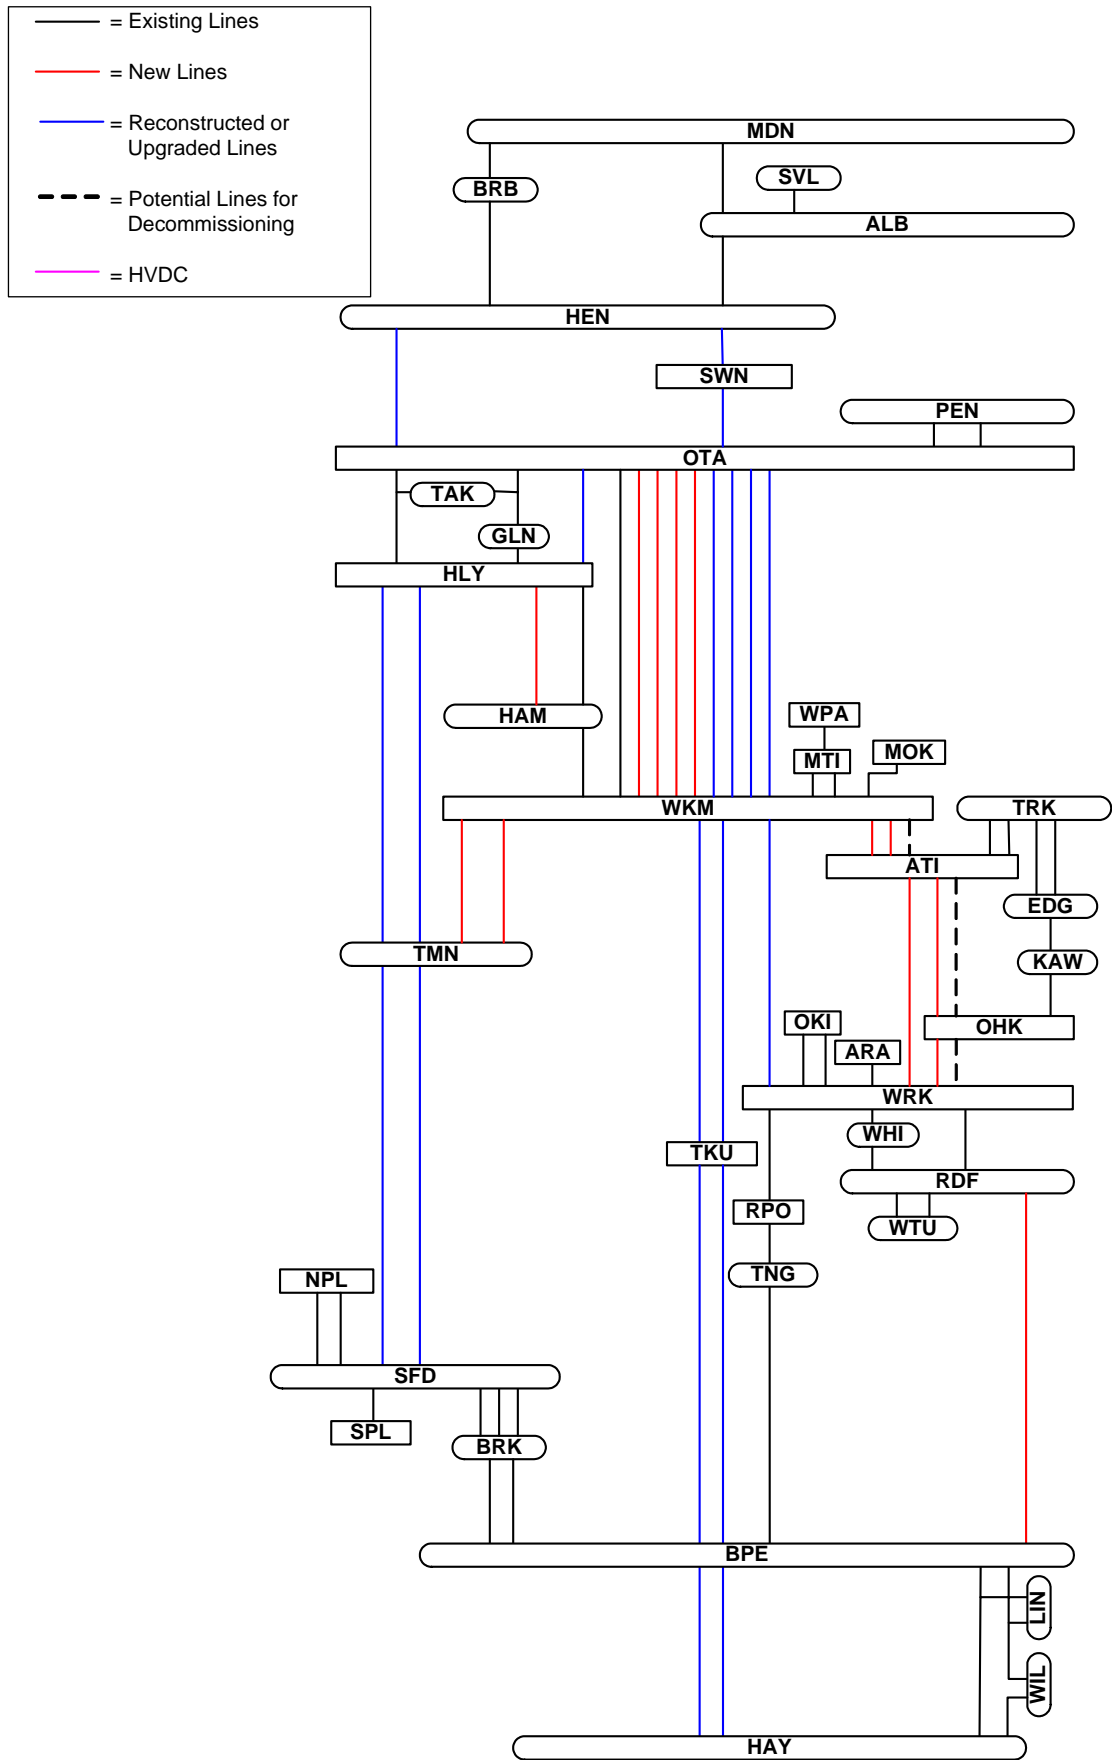 = Existing Lines
= New Lines
= Reconstructed or
Upgraded Lines
= Potential Lines for
Decommissioning
= HVDC
MDN
BRB
SVL
ALB
HEN
SWN
PEN
OTA
TAK
GLN
HLY
HAM
WPA
MTI
MOK
WKM
TRK
ATI
EDG
TMN
KAW
OKI
OHK
ARA
WRK
WHI
TKU
RDF
RPO
WTU
TNG
NPL
SFD
SPL
BRK
BPE
LIN
WIL
HAY